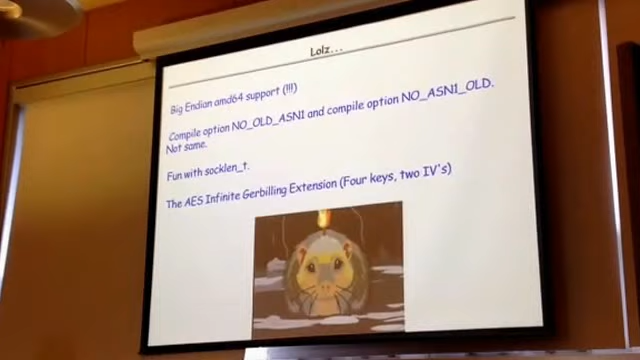 Lolz...
Big Endian amd64 support (!!!)
Compile option NO_OLD_ASN1 and compile option NO_ASN1_OLD.
Not same.
Fun with socklen_t.
The AES Infinite Gerbilling Extension (Four keys, two IV's)